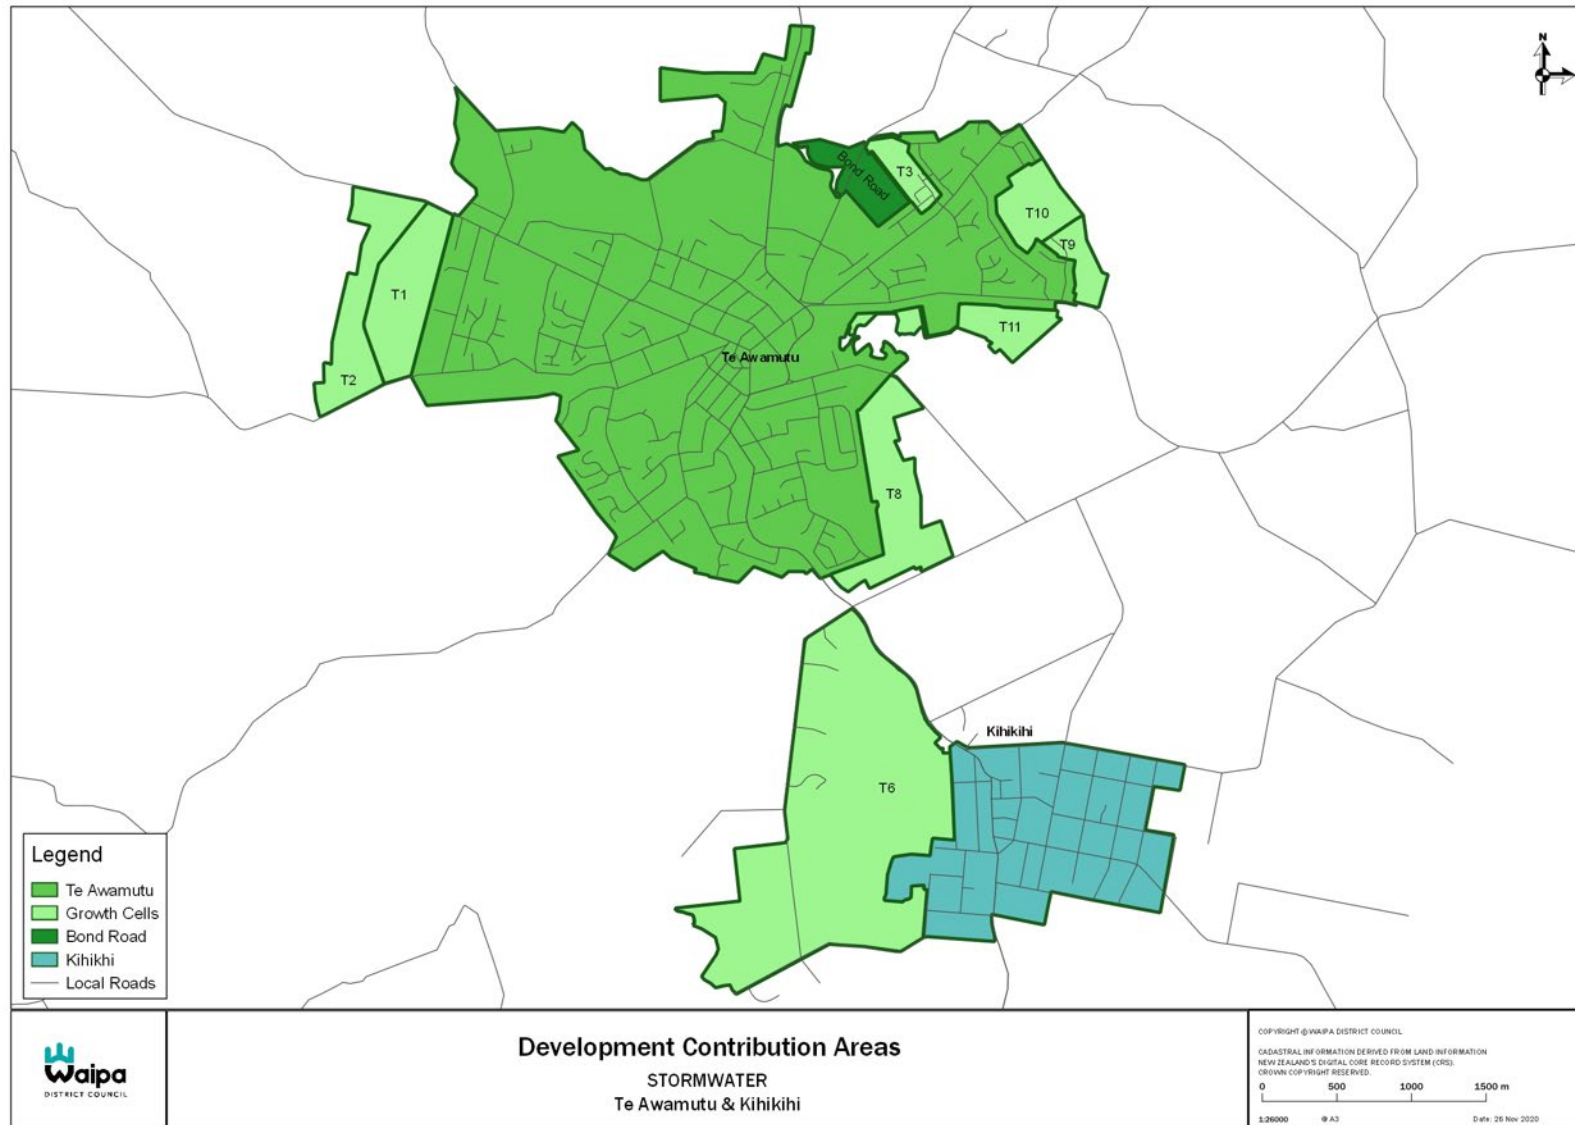 N
Bond Road
T3
T10
T9
T1
T11
Te Awamutu
T2
T8
Kihikihi
T6
Legend
Te Awamutu
Growth Cells
Bond Road
Kihikhi
Local Roads
Waipa
DISTRICT COUNCIL
Development Contribution Areas
STORMWATER
Te Awamutu & Kihikihi
COPYRIGHT @ WAIPA DISTRICT COUNCIL
CADASTRAL INFORMATION DERIVED FROM LAND INFORMATION
NEW ZEALAND'S DIGITAL CORE RECORD SYSTEM (CRS).
CROWN COPYRIGHT RESERVED.
0 500 1000 1500 m
1:26000 @ A3 Date: 26 Nov 2020